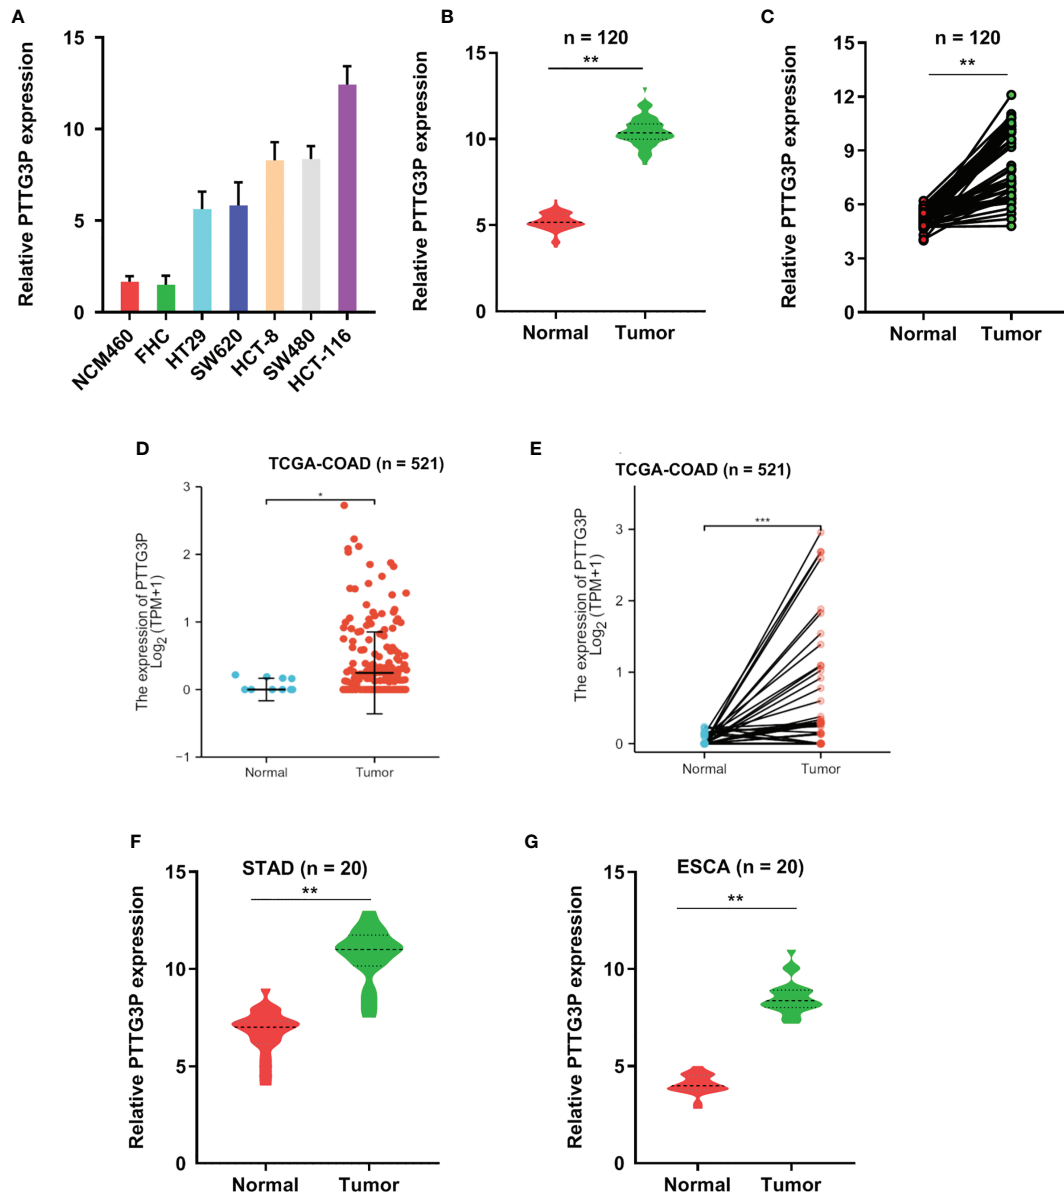 A
Relative PTTG3P expression
15
10
5
0
NCM460
FHC
HT29
SW620
HCT-8
SW480
HCT-116
B
n = 120
**
Relative PTTG3P expression
15
10
5
0
Normal
Tumor
C
n = 120
**
Relative PTTG3P expression
15
12
9
6
3
0
Normal
Tumor
D
TCGA-COAD (n = 521)
*
The expression of PTTG3P
Log2 (TPM+1)
3
2
1
0
−1
Normal
Tumor
E
TCGA-COAD (n = 521)
***
The expression of PTTG3P
Log2 (TPM+1)
3
2
1
0
Normal
Tumor
F
STAD (n = 20)
**
Relative PTTG3P expression
15
10
5
0
Normal
Tumor
G
ESCA (n = 20)
**
Relative PTTG3P expression
15
10
5
0
Normal
Tumor